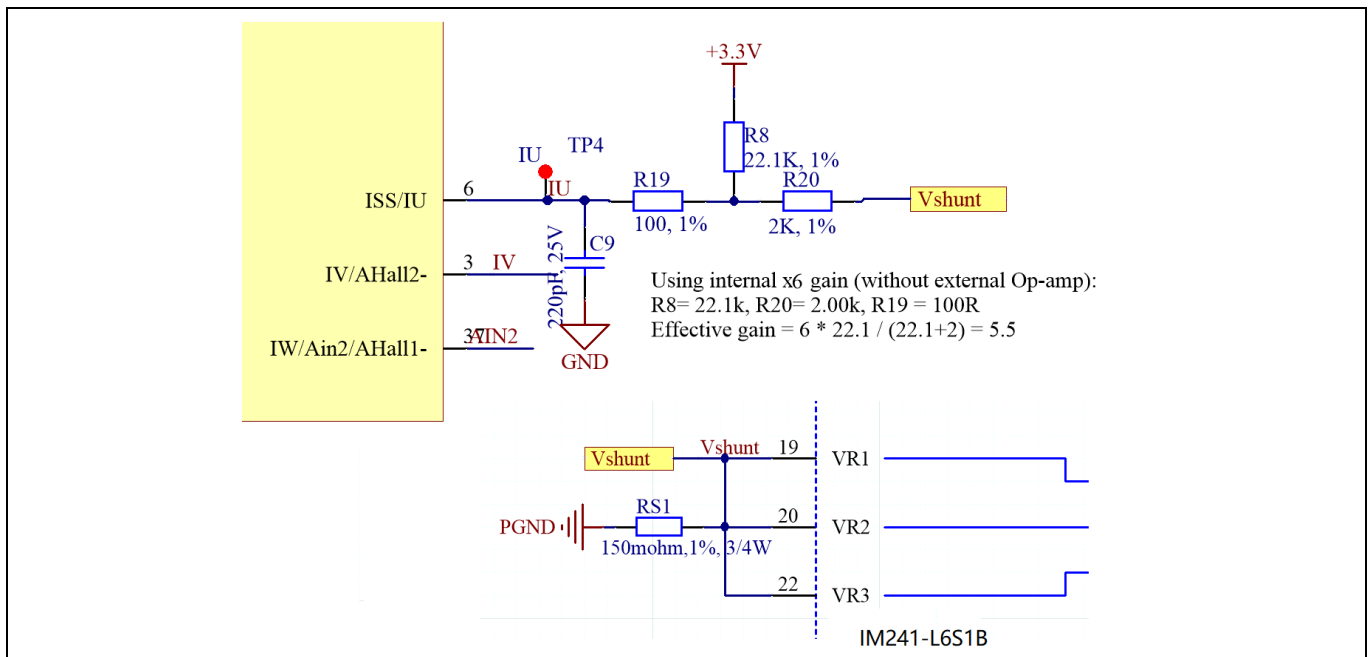 +3.3V
R8
22.1K, 1%
IU
TP4
ISS/IU
6
IU
R19
100, 1%
R20
2K, 1%
Vshunt
IV/AHall2-
3
IV
C9
220pF, 25V
Using internal x6 gain (without external Op-amp):
R8= 22.1k, R20= 2.00k, R19 = 100R
Effective gain = 6 * 22.1 / (22.1+2) = 5.5
IW/Ain2/AHall1-
37
AIN2
GND
Vshunt
Vshunt
19
VR1
RS1
PGND
150mohm,1%, 3/4W
20
VR2
22
VR3
IM241-L6S1B